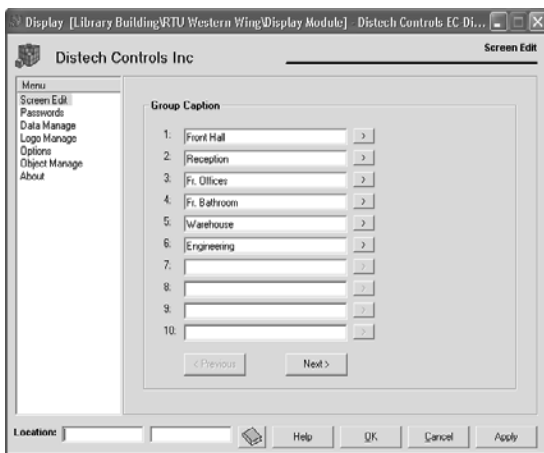 Display [Library Building\RTU Western Wing\Display Module] - Distech Controls EC Di...
Distech Controls Inc
Screen Edit
Menu
Screen Edit
Passwords
Data Manage
Logo Manage
Options
Object Manage
About
Group Caption
1: Front Hall >
2: Reception >
3: Fr. Offices >
4: Fr. Bathroom >
5: Warehouse >
6: Engineering >
7: >
8: >
9: >
10: >
< Previous Next >
Location: Help OK Cancel Apply